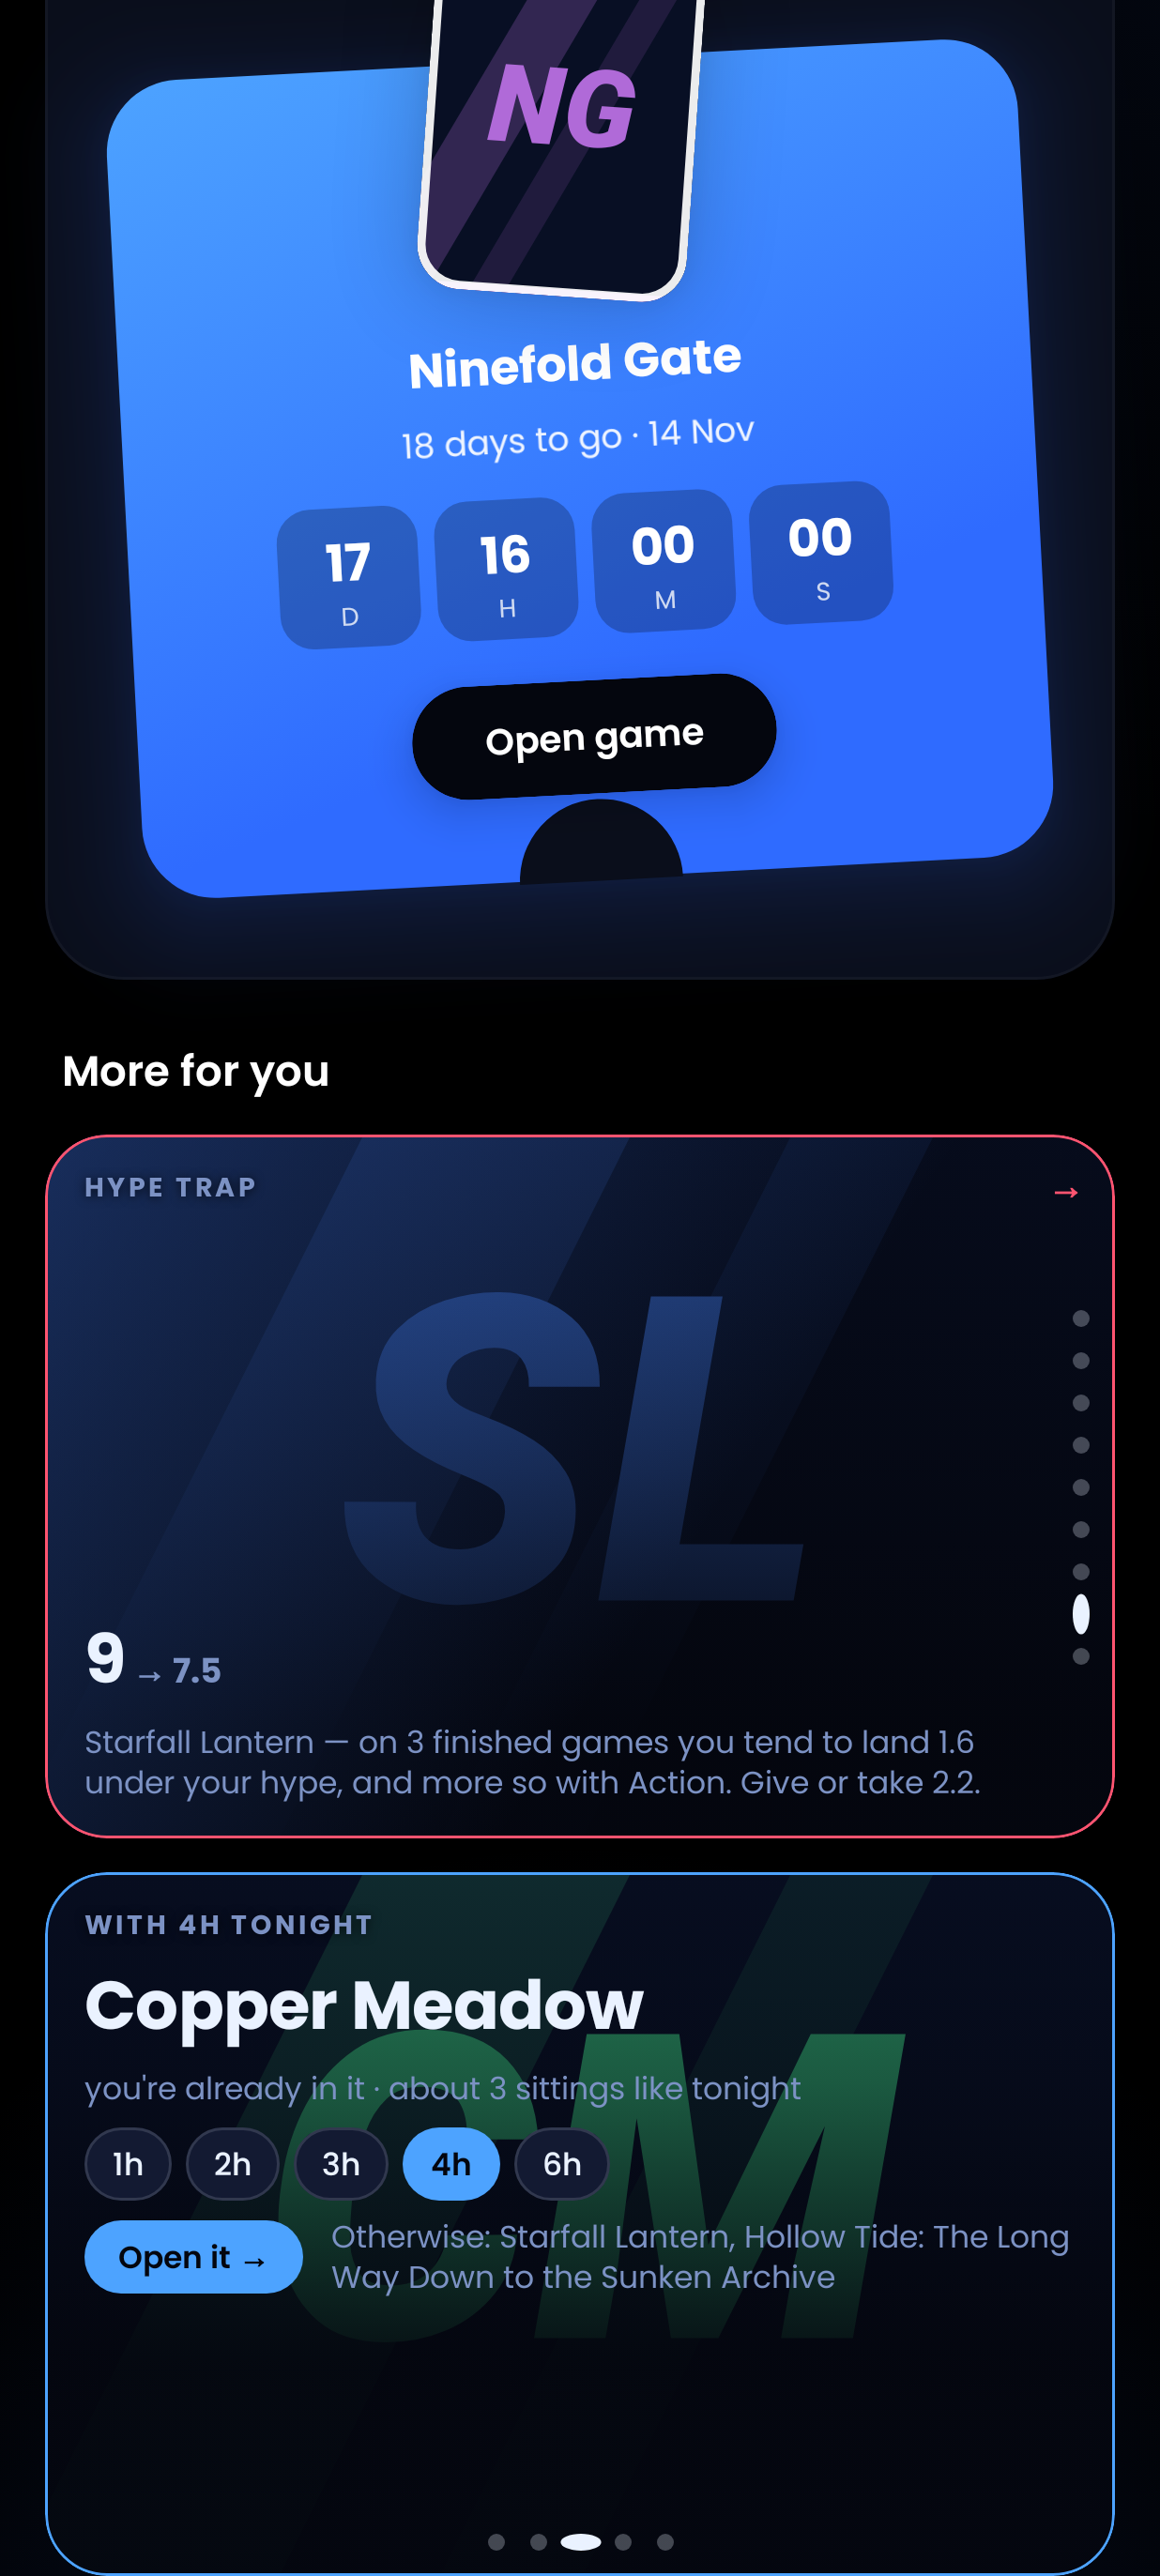 NG
Ninefold Gate
18 days to go · 14 Nov
17 16 00 00
D H M S
Open game
More for you
HYPE TRAP →
SL
9 → 7.5
Starfall Lantern — on 3 finished games you tend to land 1.6
under your hype, and more so with Action. Give or take 2.2.
WITH 4H TONIGHT
Copper Meadow
CM
you're already in it · about 3 sittings like tonight
1h 2h 3h 4h 6h
Open it →
Otherwise: Starfall Lantern, Hollow Tide: The Long
Way Down to the Sunken Archive